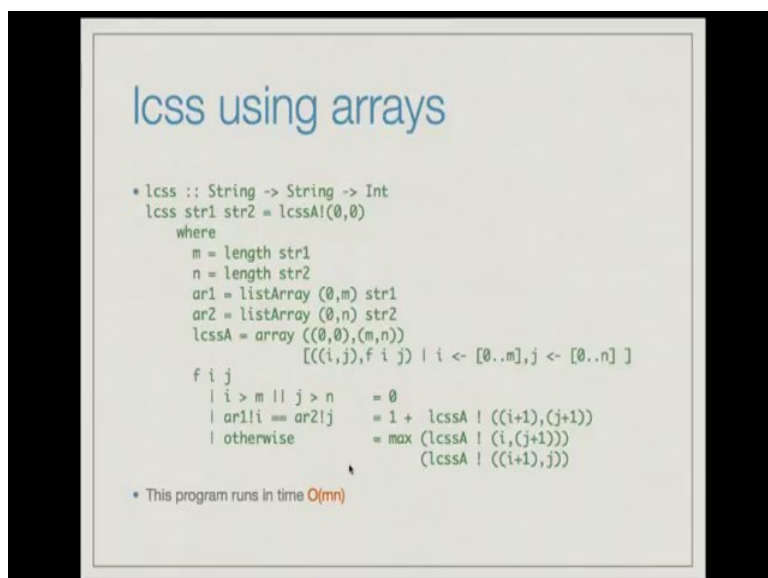 lcss using arrays
• lcss :: String -> String -> Int
lcss str1 str2 = lcssA!(0,0)
where
m = length str1
n = length str2
ar1 = listArray (0,m) str1
ar2 = listArray (0,n) str2
lcssA = array ((0,0),(m,n))
[((i,j),f i j) | i <- [0..m],j <- [0..n] ]
f i j
| i > m || j > n = 0
| ar1!i == ar2!j = 1 + lcssA ! ((i+1),(j+1))
| otherwise = max (lcssA ! (i,(j+1)))
(lcssA ! ((i+1),j))
• This program runs in time O(mn)